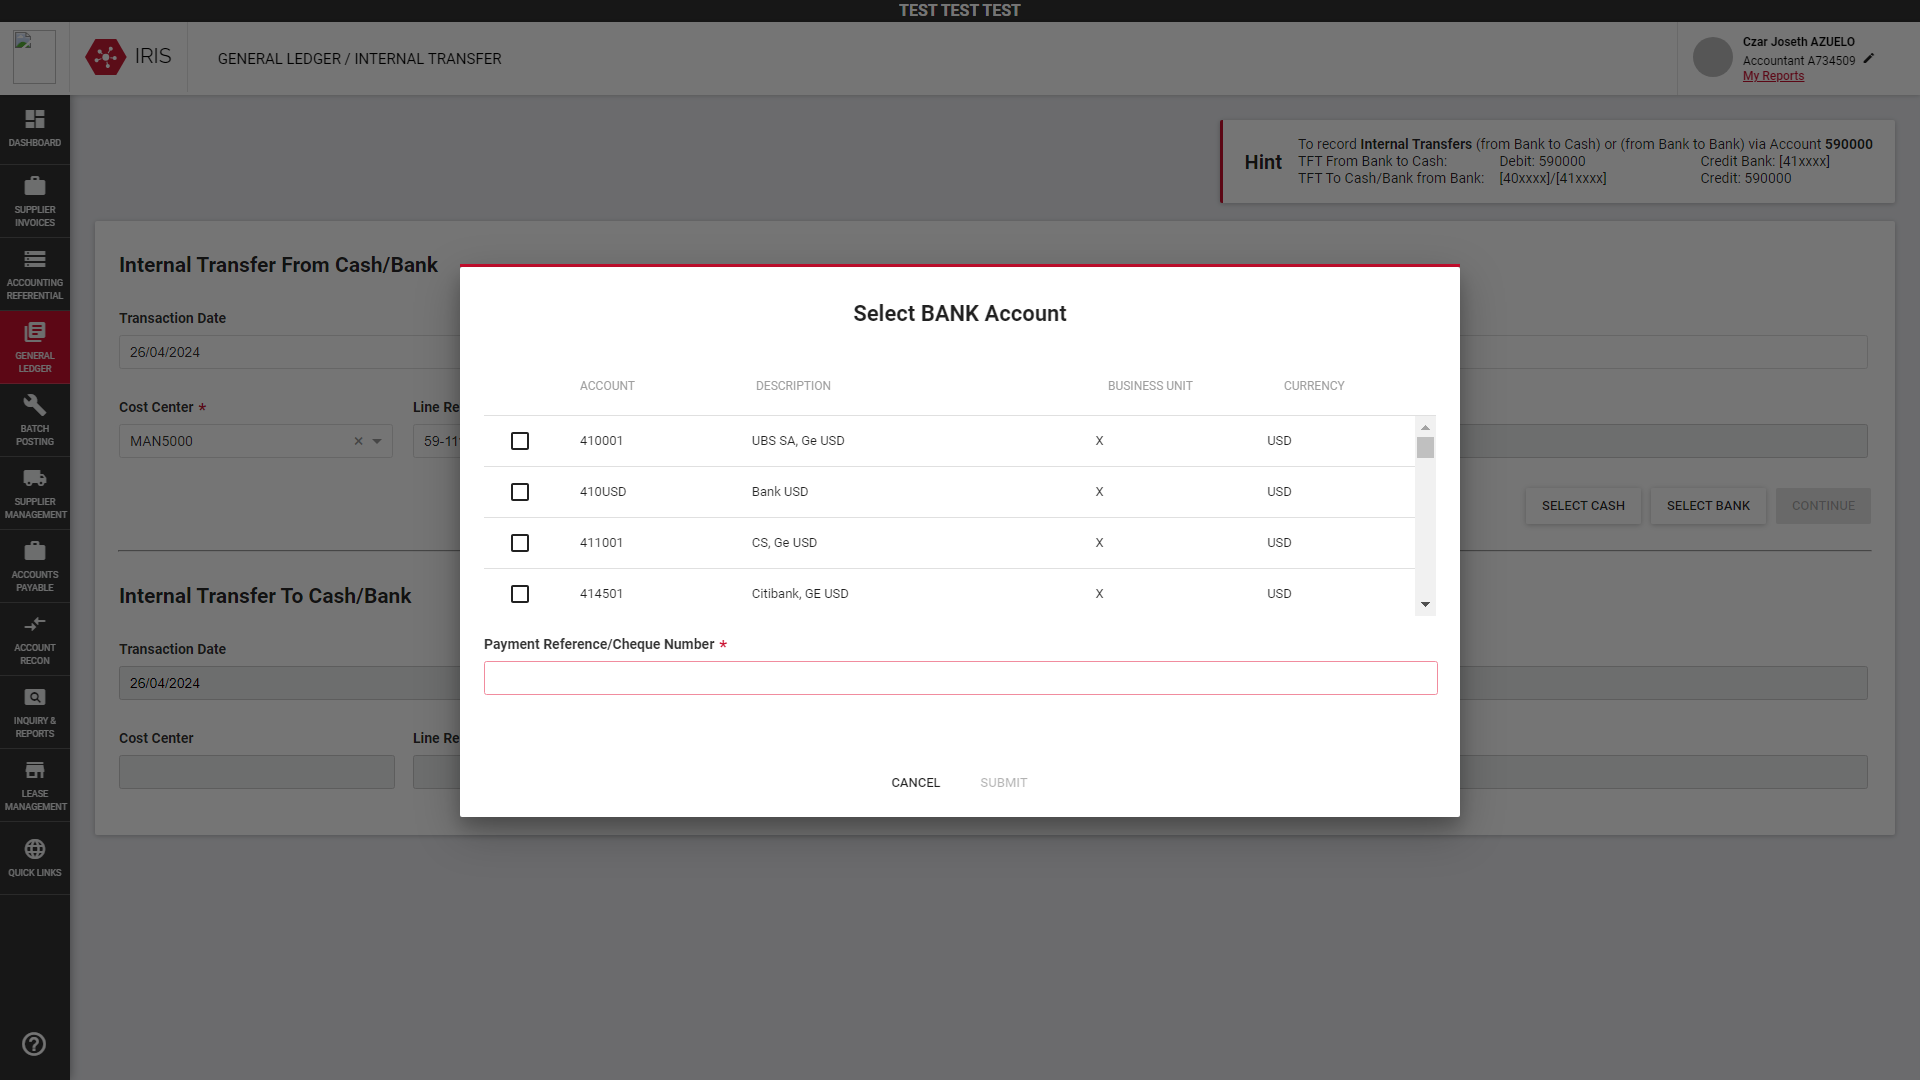 TEST TEST TEST
IRIS
GENERAL LEDGER / INTERNAL TRANSFER
Czar Joseth AZUELO
Accountant A734509
My Reports
DASHBOARD
SUPPLIER
INVOICES
ACCOUNTING
REFERENTIAL
GENERAL
LEDGER
BATCH
POSTING
SUPPLIER
MANAGEMENT
ACCOUNTS
PAYABLE
ACCOUNT
RECON
INQUIRY &
REPORTS
LEASE
MANAGEMENT
QUICK LINKS
Hint
To record Internal Transfers (from Bank to Cash) or (from Bank to Bank) via Account 590000
TFT From Bank to Cash: Debit: 590000 Credit Bank: [41xxxx]
TFT To Cash/Bank from Bank: [40xxxx]/[41xxxx] Credit: 590000
Internal Transfer From Cash/Bank
Transaction Date
26/04/2024
Cost Center * Line Re
MAN5000 59-11
SELECT CASH SELECT BANK CONTINUE
Internal Transfer To Cash/Bank
Transaction Date
26/04/2024
Cost Center Line Re
Select BANK Account
ACCOUNT DESCRIPTION BUSINESS UNIT CURRENCY
410001 UBS SA, Ge USD X USD
410USD Bank USD X USD
411001 CS, Ge USD X USD
414501 Citibank, GE USD X USD
Payment Reference/Cheque Number *
CANCEL SUBMIT